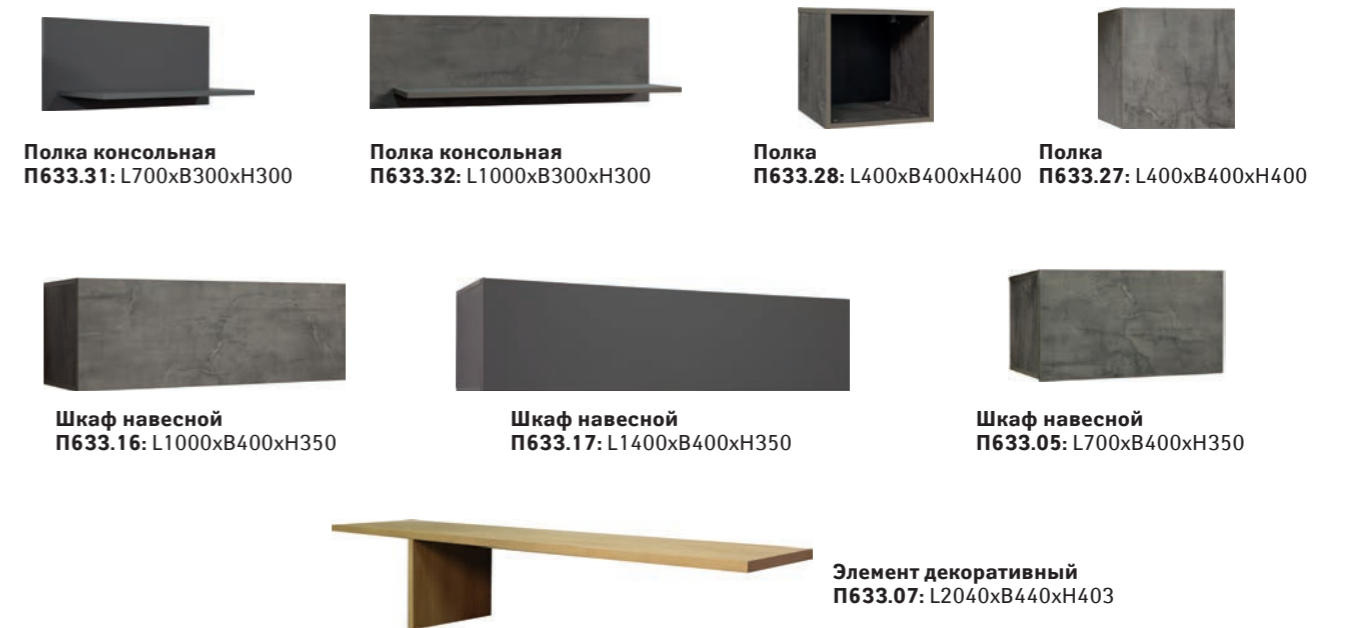 Полка консольная
П633.31: L700xB300xH300
Полка консольная
П633.32: L1000xB300xH300
Полка
П633.28: L400xB400xH400
Полка
П633.27: L400xB400xH400
Шкаф навесной
П633.16: L1000xB400xH350
Шкаф навесной
П633.17: L1400xB400xH350
Шкаф навесной
П633.05: L700xB400xH350
Элемент декоративный
П633.07: L2040xB440xH403